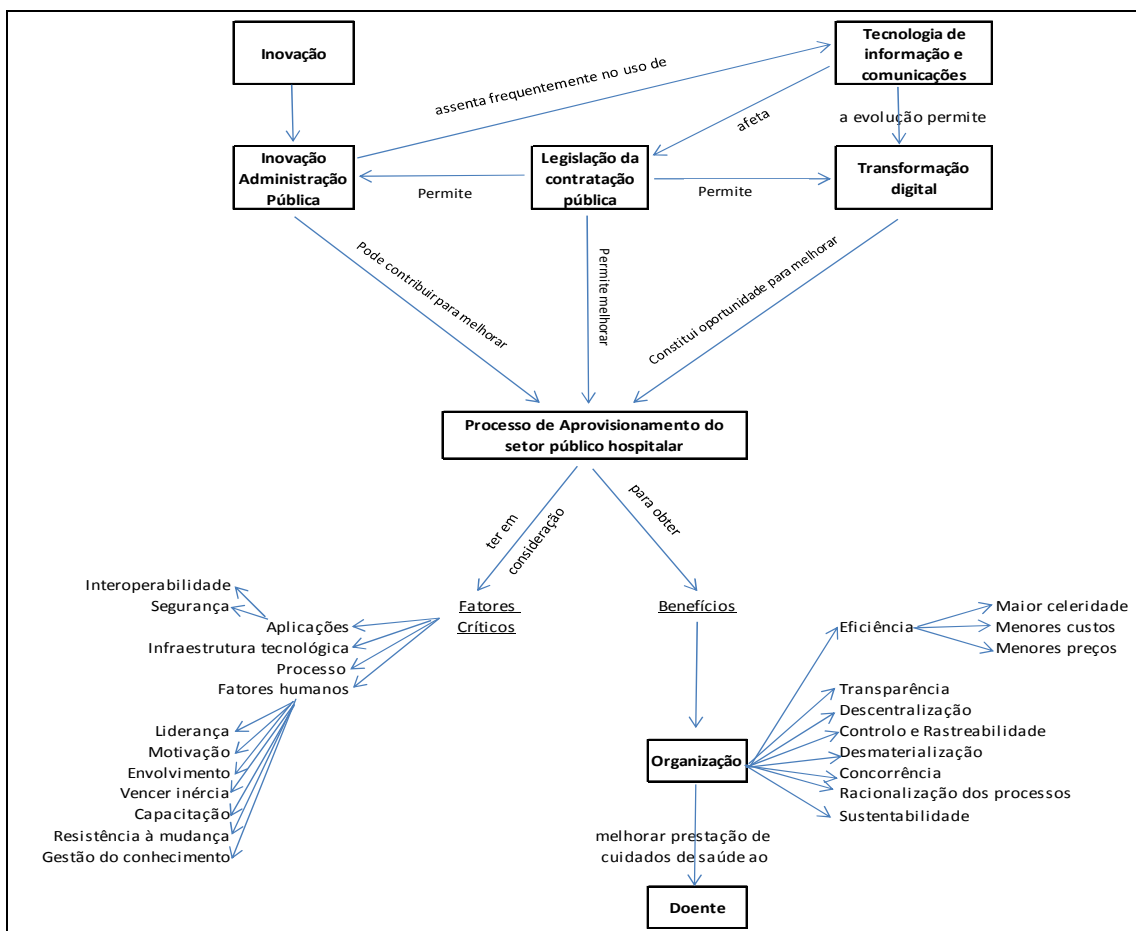 Inovação
Tecnologia de
informação e
comunicações
assenta frequentemente no uso de
afeta
a evolução permite
Inovação
Administração
Pública
Permite
Legislação da
contratação
pública
Permite
Transformação
digital
Pode contribuir para melhorar
Permite melhorar
Constitui oportunidade para melhorar
Processo de Aprovisionamento do
setor público hospitalar
ter em
consideração
para obter
Fatores
Críticos
Benefícios
Interoperabilidade
Segurança
Aplicações
Infraestrutura tecnológica
Processo
Fatores humanos
Liderança
Motivação
Envolvimento
Vencer inércia
Capacitação
Resistência à mudança
Gestão do conhecimento
Organização
Eficiência
Maior celeridade
Menores custos
Menores preços
Transparência
Descentralização
Controlo e Rastreabilidade
Desmaterialização
Concorrência
Racionalização dos processos
Sustentabilidade
melhorar prestação de
cuidados de saúde ao
Doente